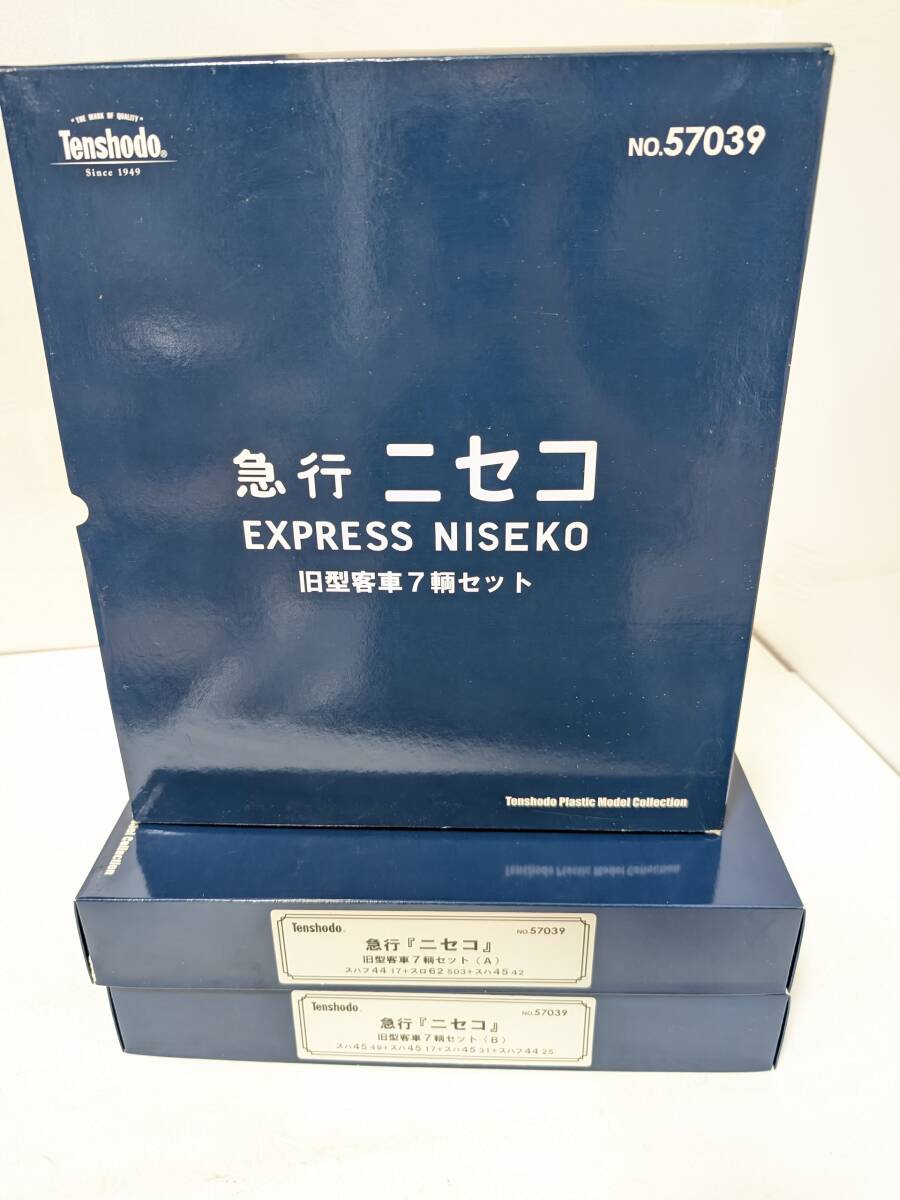 "THE MARK OF QUALITY"
Tenshodo®
Since 1949
NO.57039
急行 ニセコ
EXPRESS NISEKO
旧型客車7輌セット
Tenshodo Plastic Model Collection
Collection
Tenshodo
NO.57039
急行『ニセコ』
旧型客車7輌セット(A)
スハフ44 17+スロ62 503+スハ45 42
Tenshodo
NO.57039
急行『ニセコ』
旧型客車7輌セット(B)
スハ45 49+スハ45 17+スハ45 31+スハフ44 25